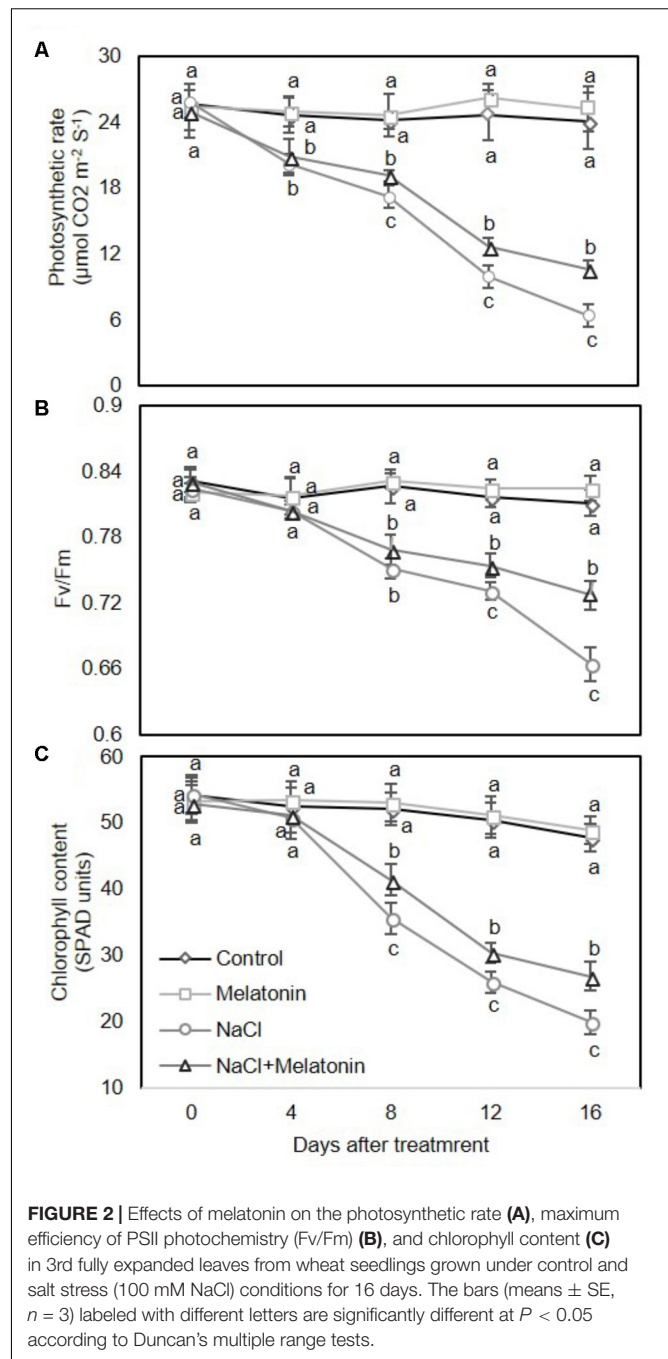 A
30
24
18
12
6
0
Photosynthetic rate
(µmol CO2 m⁻² S⁻¹)
a a a a a
a a a
a b a a
a b b b b
b c c c
B
0.9
0.84
0.78
0.72
0.66
0.6
Fv/Fm
a a a a a
a a a a a
a a
a a b b b
b c c
C
60
50
40
30
20
10
Chlorophyll content
(SPAD units)
a a a a a
a a a a a
a a
a a b b b
c c c
Control
Melatonin
NaCl
NaCl+Melatonin
0 4 8 12 16
Days after treatmrent
FIGURE 2 | Effects of melatonin on the photosynthetic rate (A), maximum
efficiency of PSII photochemistry (Fv/Fm) (B), and chlorophyll content (C)
in 3rd fully expanded leaves from wheat seedlings grown under control and
salt stress (100 mM NaCl) conditions for 16 days. The bars (means ± SE,
n = 3) labeled with different letters are significantly different at P < 0.05
according to Duncan's multiple range tests.